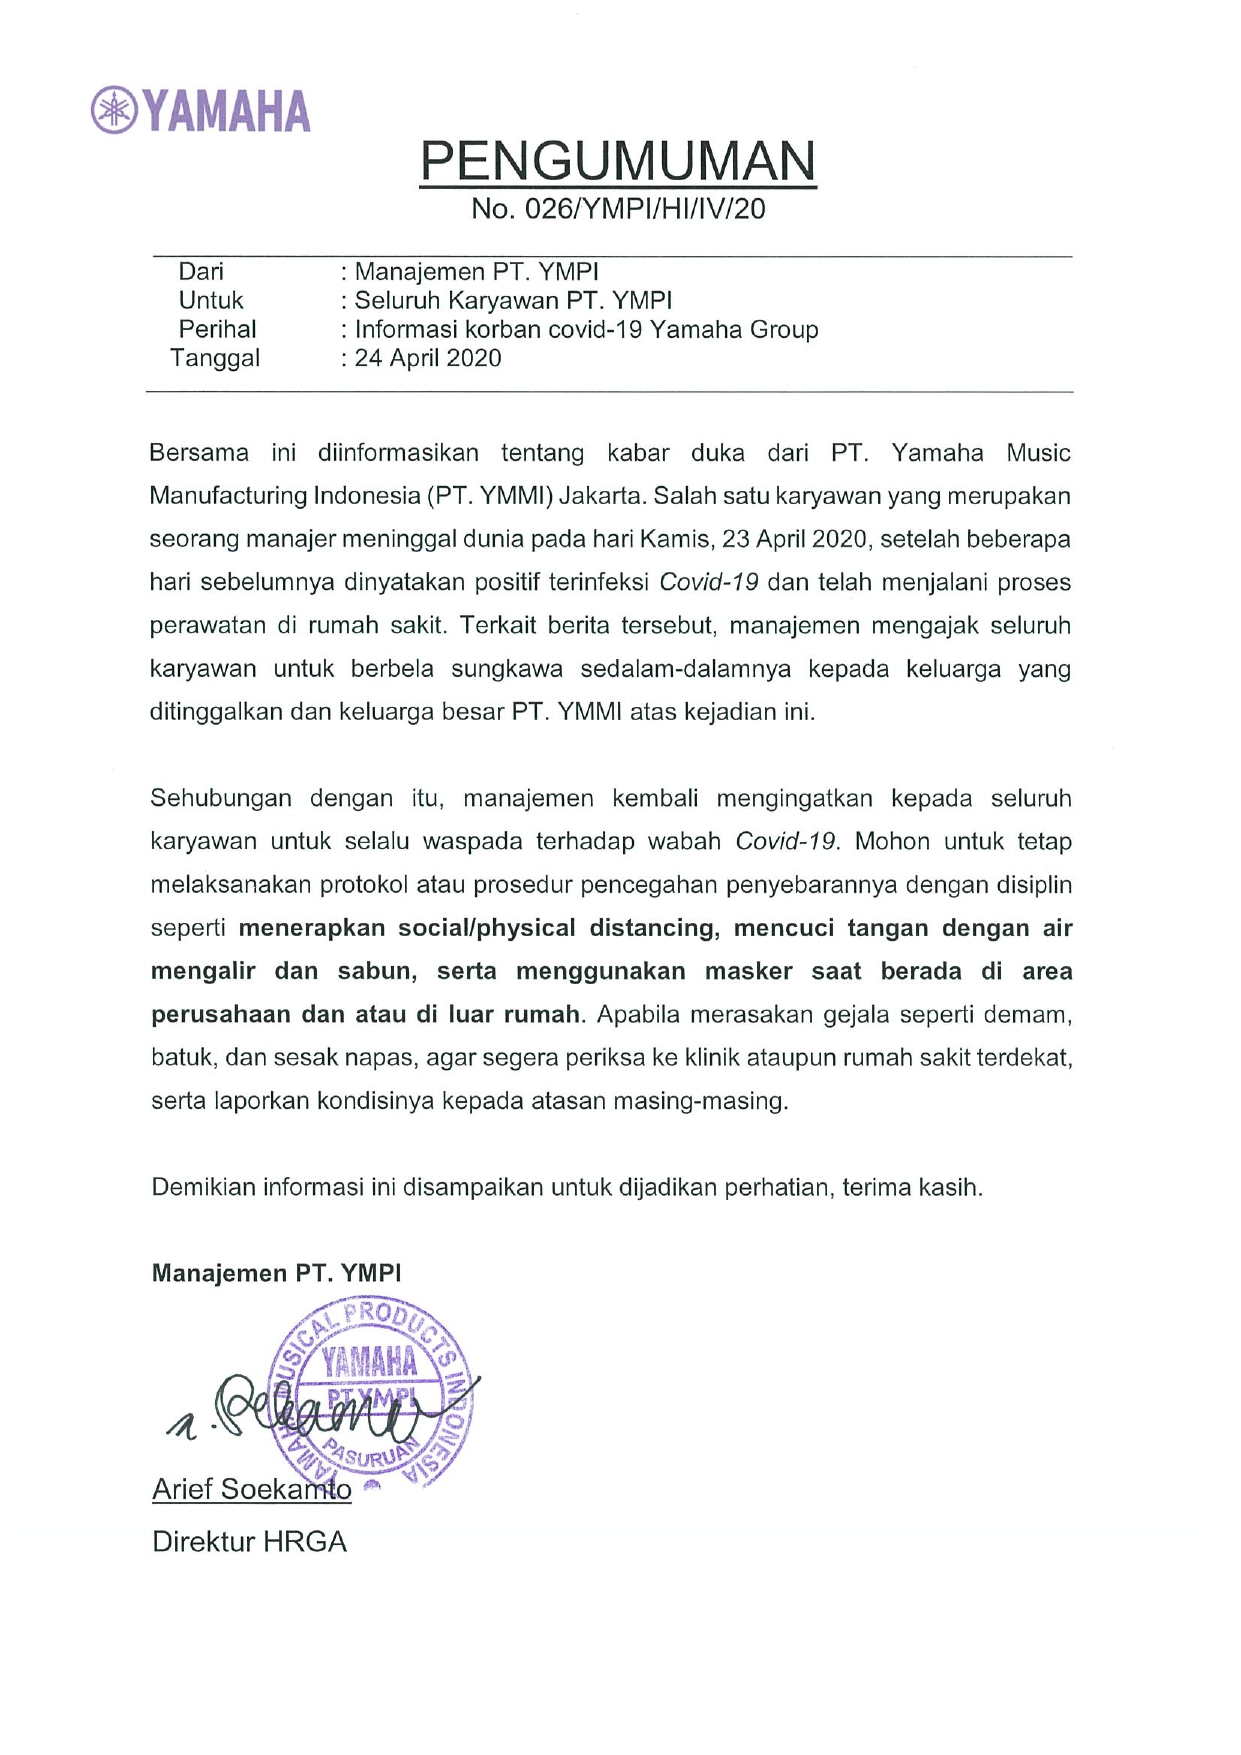 YAMAHA
PENGUMUMAN
No. 026/YMPI/HI/IV/20
Dari : Manajemen PT. YMPI
Untuk : Seluruh Karyawan PT. YMPI
Perihal : Informasi korban covid-19 Yamaha Group
Tanggal : 24 April 2020
Bersama ini diinformasikan tentang kabar duka dari PT. Yamaha Music
Manufacturing Indonesia (PT. YMMI) Jakarta. Salah satu karyawan yang merupakan
seorang manajer meninggal dunia pada hari Kamis, 23 April 2020, setelah beberapa
hari sebelumnya dinyatakan positif terinfeksi Covid-19 dan telah menjalani proses
perawatan di rumah sakit. Terkait berita tersebut, manajemen mengajak seluruh
karyawan untuk berbela sungkawa sedalam-dalamnya kepada keluarga yang
ditinggalkan dan keluarga besar PT. YMMI atas kejadian ini.
Sehubungan dengan itu, manajemen kembali mengingatkan kepada seluruh
karyawan untuk selalu waspada terhadap wabah Covid-19. Mohon untuk tetap
melaksanakan protokol atau prosedur pencegahan penyebarannya dengan disiplin
seperti menerapkan social/physical distancing, mencuci tangan dengan air
mengalir dan sabun, serta menggunakan masker saat berada di area
perusahaan dan atau di luar rumah. Apabila merasakan gejala seperti demam,
batuk, dan sesak napas, agar segera periksa ke klinik ataupun rumah sakit terdekat,
serta laporkan kondisinya kepada atasan masing-masing.
Demikian informasi ini disampaikan untuk dijadikan perhatian, terima kasih.
Manajemen PT. YMPI
YAMAHA MUSICAL PRODUCTS INDONESIA
YAMAHA
PT YMPI
PASURUAN
Arief Soekamto
Direktur HRGA